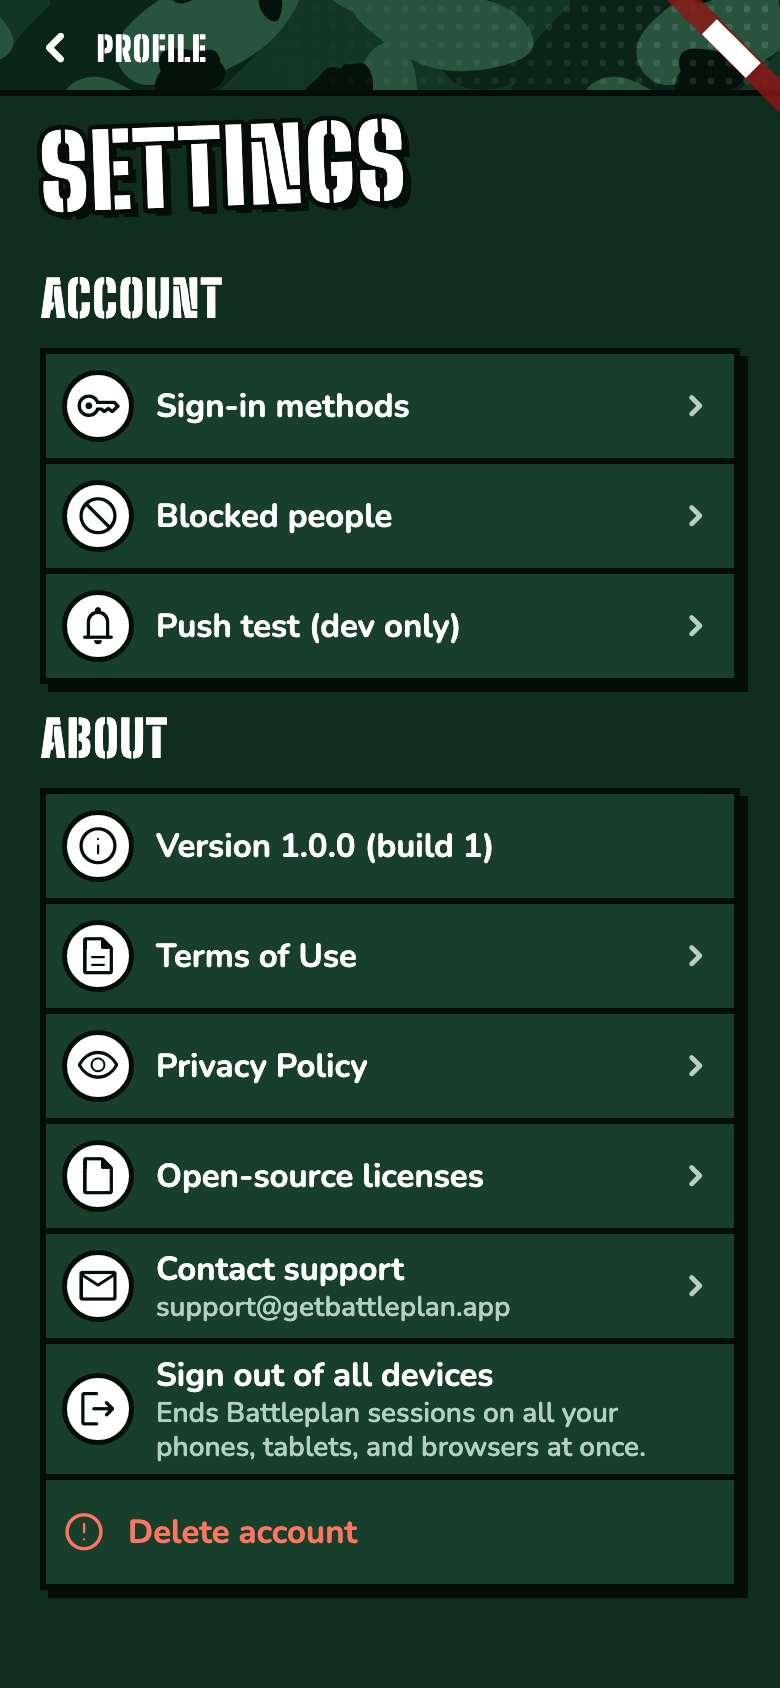 PROFILE
SETTINGS
ACCOUNT
Sign-in methods
Blocked people
Push test (dev only)
ABOUT
Version 1.0.0 (build 1)
Terms of Use
Privacy Policy
Open-source licenses
Contact support
support@getbattleplan.app
Sign out of all devices
Ends Battleplan sessions on all your
phones, tablets, and browsers at once.
Delete account